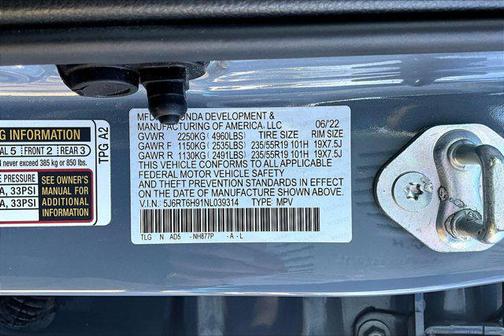 MFD ONDA DEVELOPMENT &
MANUFACTURING OF AMERICA, LLC 06/22
GVWR 2250KG (4960LBS) TIRE SIZE RIM SIZE
GAWR F 1150KG (2535LBS) 235/55R19 101H 19X7.5J
GAWR R 1130KG (2491LBS) 235/55R19 101H 19X7.5J
THIS VEHICLE CONFORMS TO ALL APPLICABLE
FEDERAL MOTOR VEHICLE SAFETY AND
THEFT PREVENTION STANDARDS IN EFFECT ON THE
DATE OF MANUFACTURE SHOWN ABOVE.
V.I.N.: 5J6RT6H91NL039314 TYPE: MPV
TLG N AD5 -NH877P -A-L
G INFORMATION
AL 5 FRONT 2 REAR 3
d never exceed 385 kg or 850 lbs.
A, 33PSI
A, 33PSI
SEE OWNER'S
MANUAL FOR
ADDITIONAL
INFORMATION
TPG A2